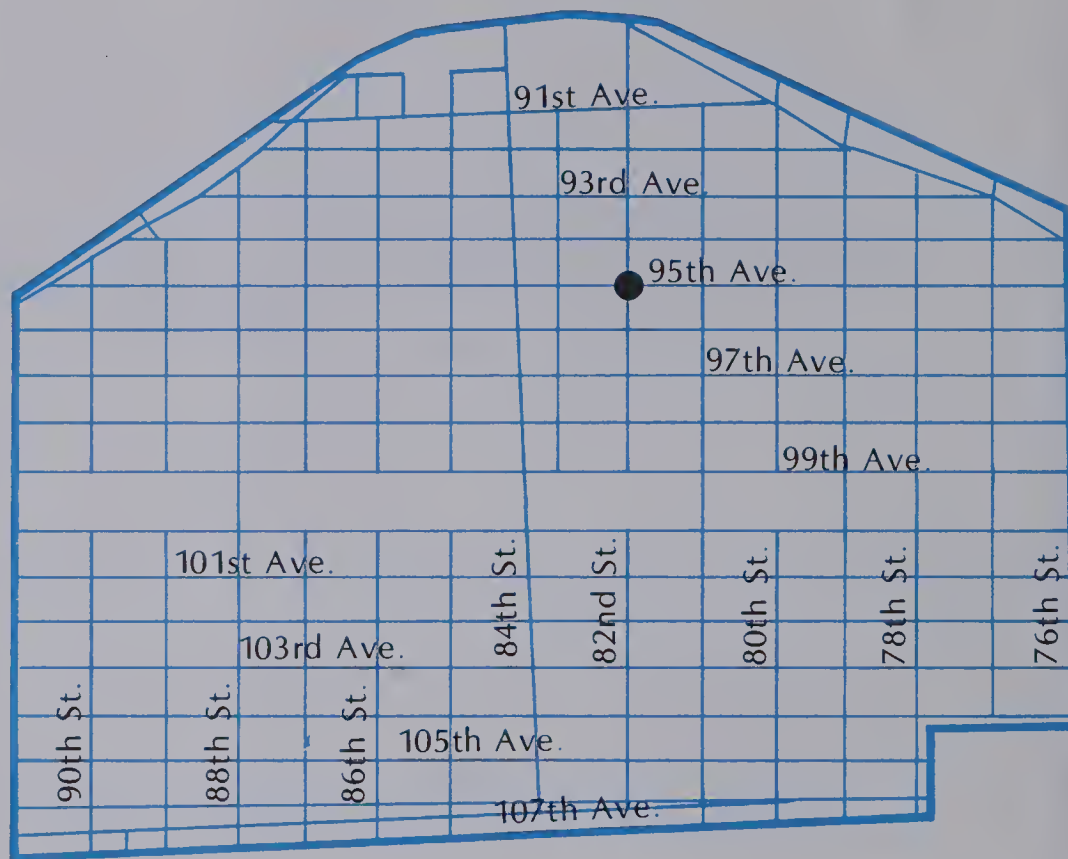 91st Ave.
93rd Ave
95th Ave.
97th Ave.
99th Ave.
101st Ave.
84th St.
82nd St.
80th St.
78th St.
76th St.
103rd Ave.
90th St.
88th St.
86th St.
105th Ave.
107th Ave.